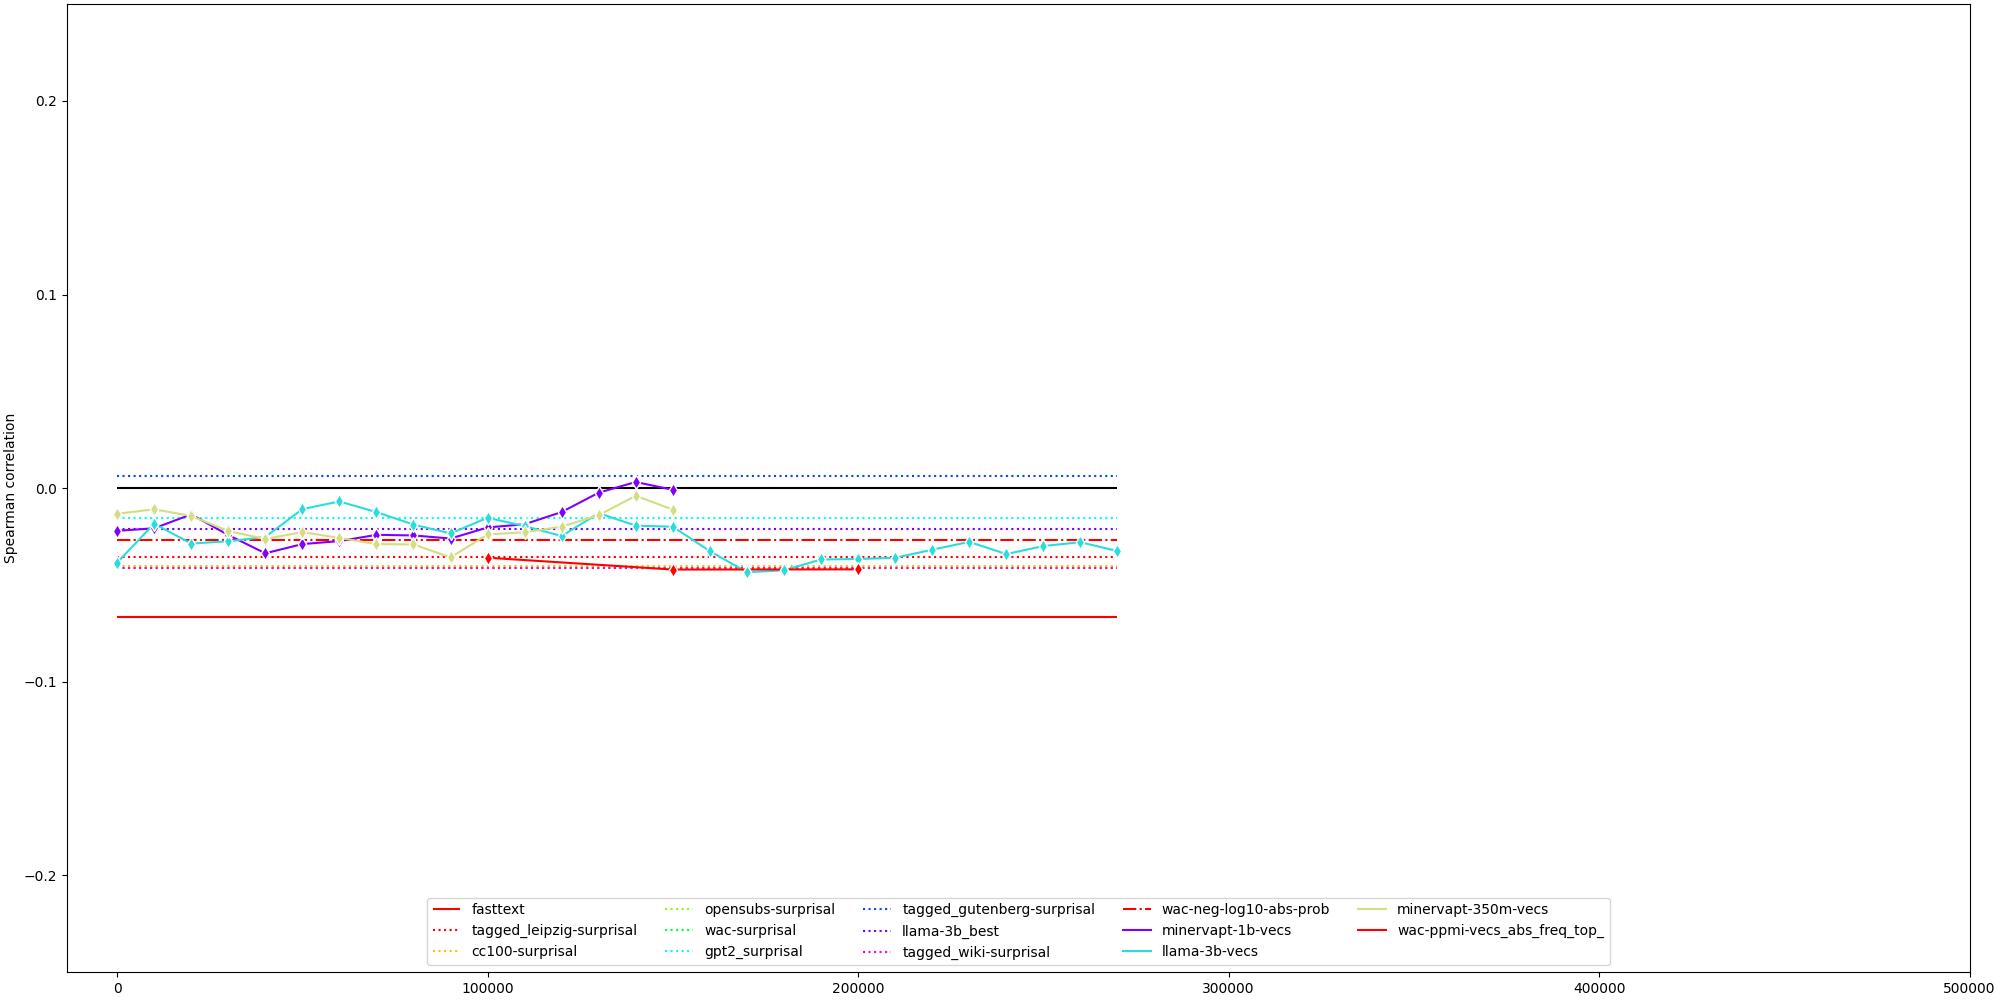 0.2
0.1
0.0
−0.1
−0.2
Spearman correlation
fasttext
tagged_leipzig-surprisal
cc100-surprisal
opensubs-surprisal
wac-surprisal
gpt2_surprisal
tagged_gutenberg-surprisal
llama-3b_best
tagged_wiki-surprisal
wac-neg-log10-abs-prob
minervapt-1b-vecs
llama-3b-vecs
minervapt-350m-vecs
wac-ppmi-vecs_abs_freq_top_
0 100000 200000 300000 400000 500000